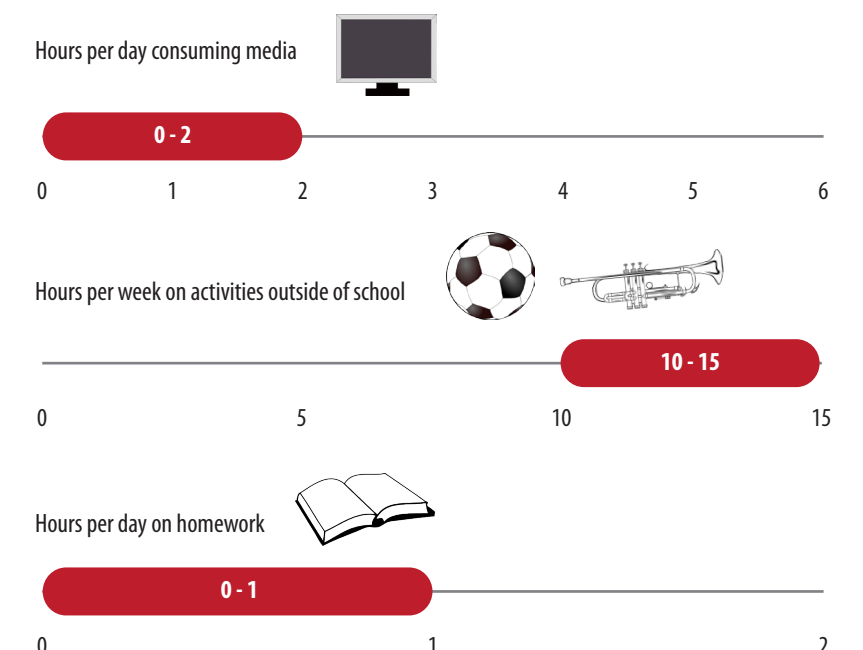 Hours per day consuming media
0 - 2
0 1 2 3 4 5 6
Hours per week on activities outside of school
10 - 15
0 5 10 15
Hours per day on homework
0 - 1
0 1 2